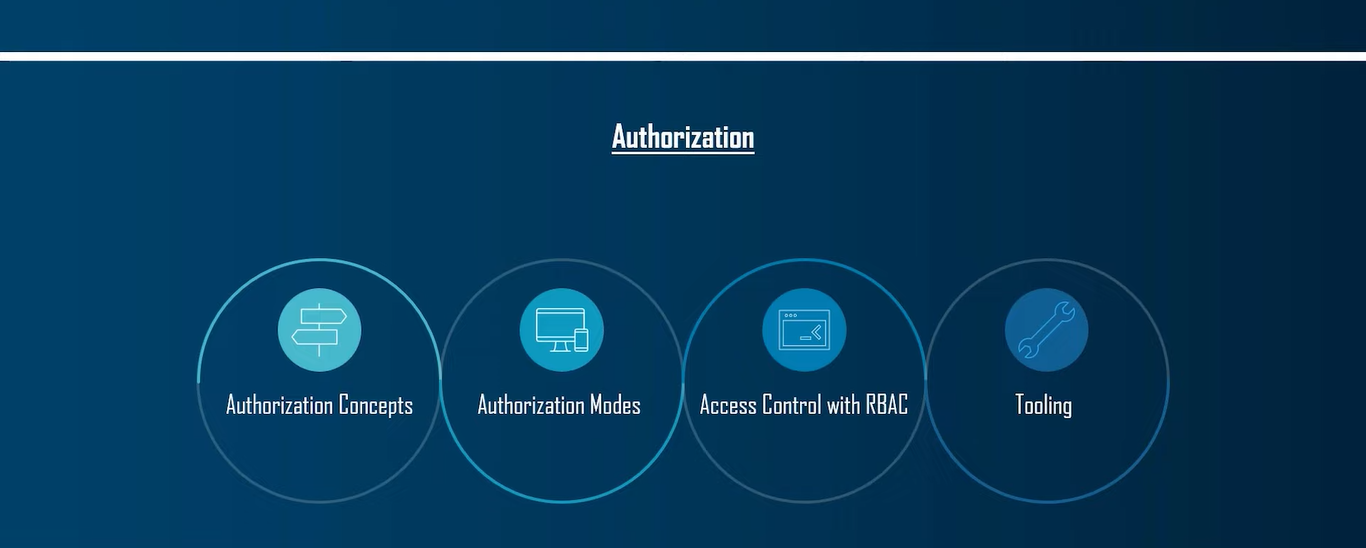 Authorization
Authorization Concepts
Authorization Modes
Access Control with RBAC
Tooling